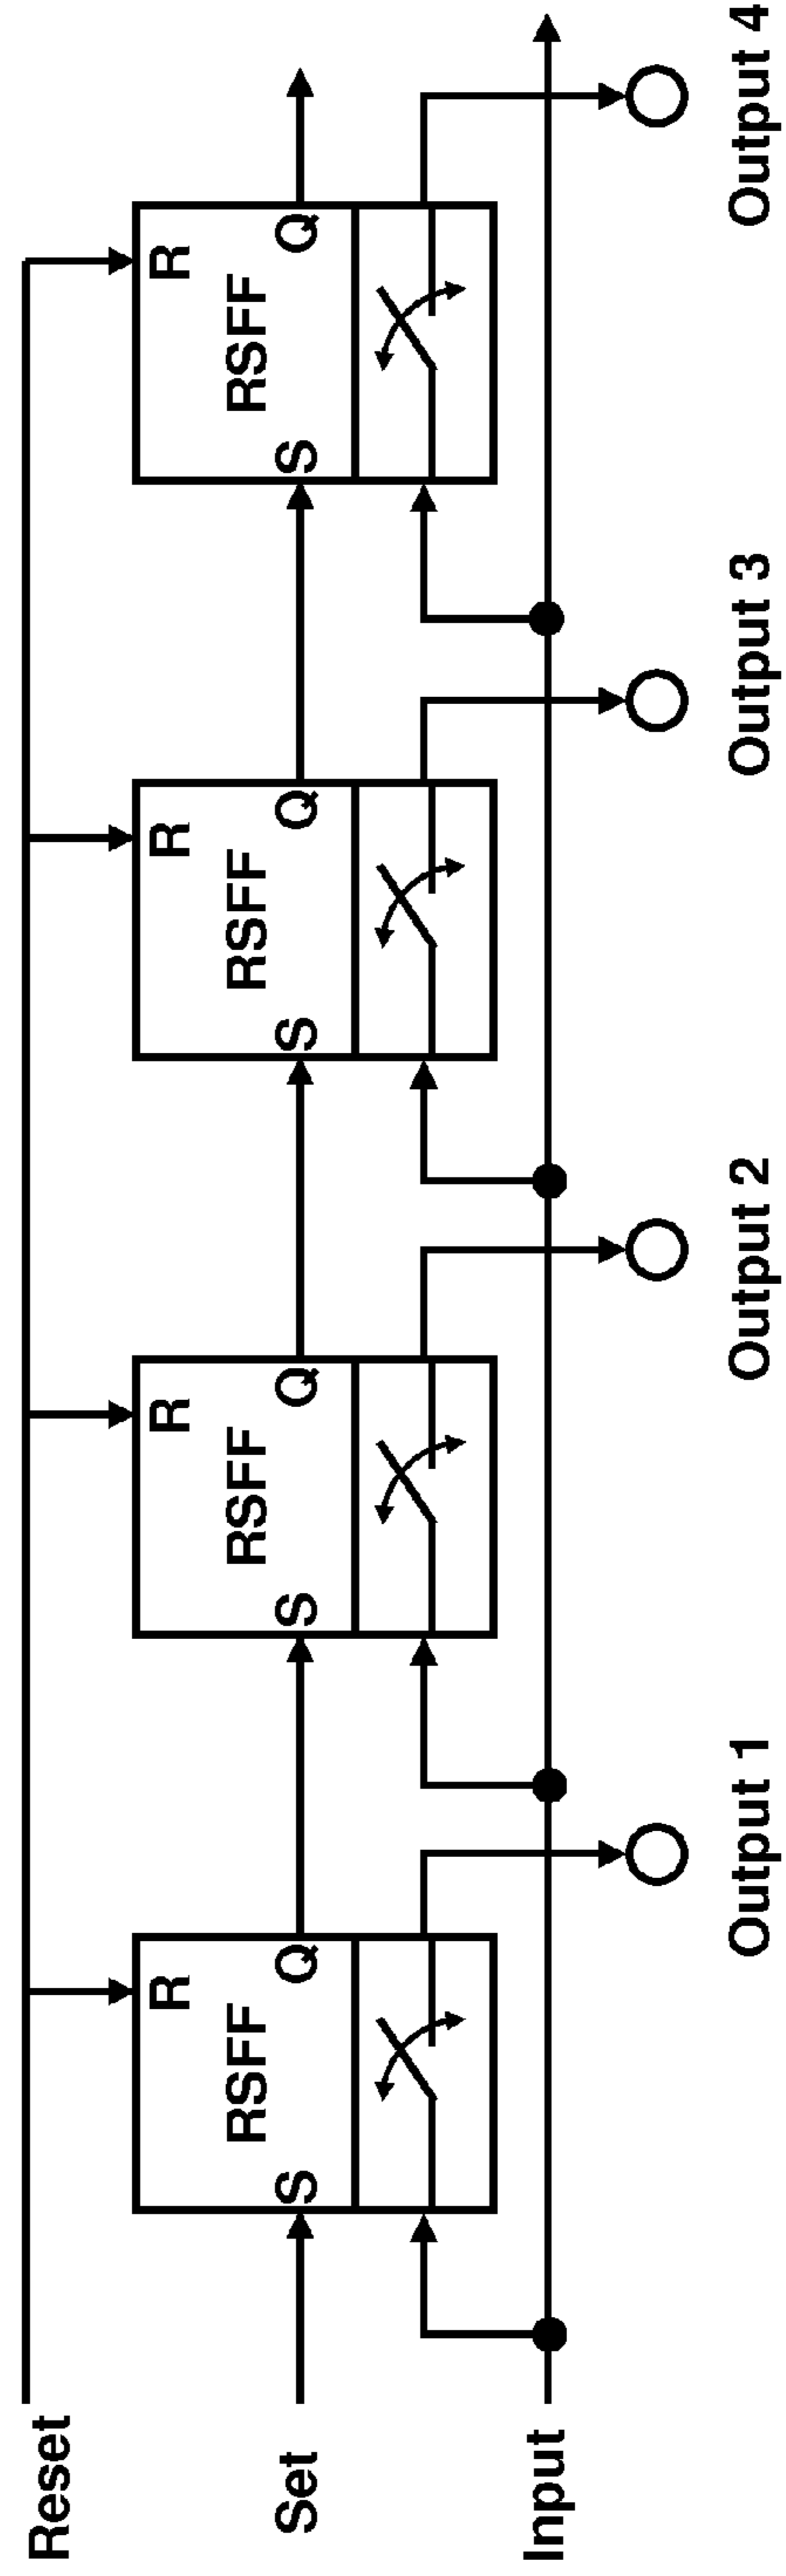 Reset
R
R
R
R
RSFF
RSFF
RSFF
RSFF
Set
S
Q
S
Q
S
Q
S
Q
Input
Output 1
Output 2
Output 3
Output 4